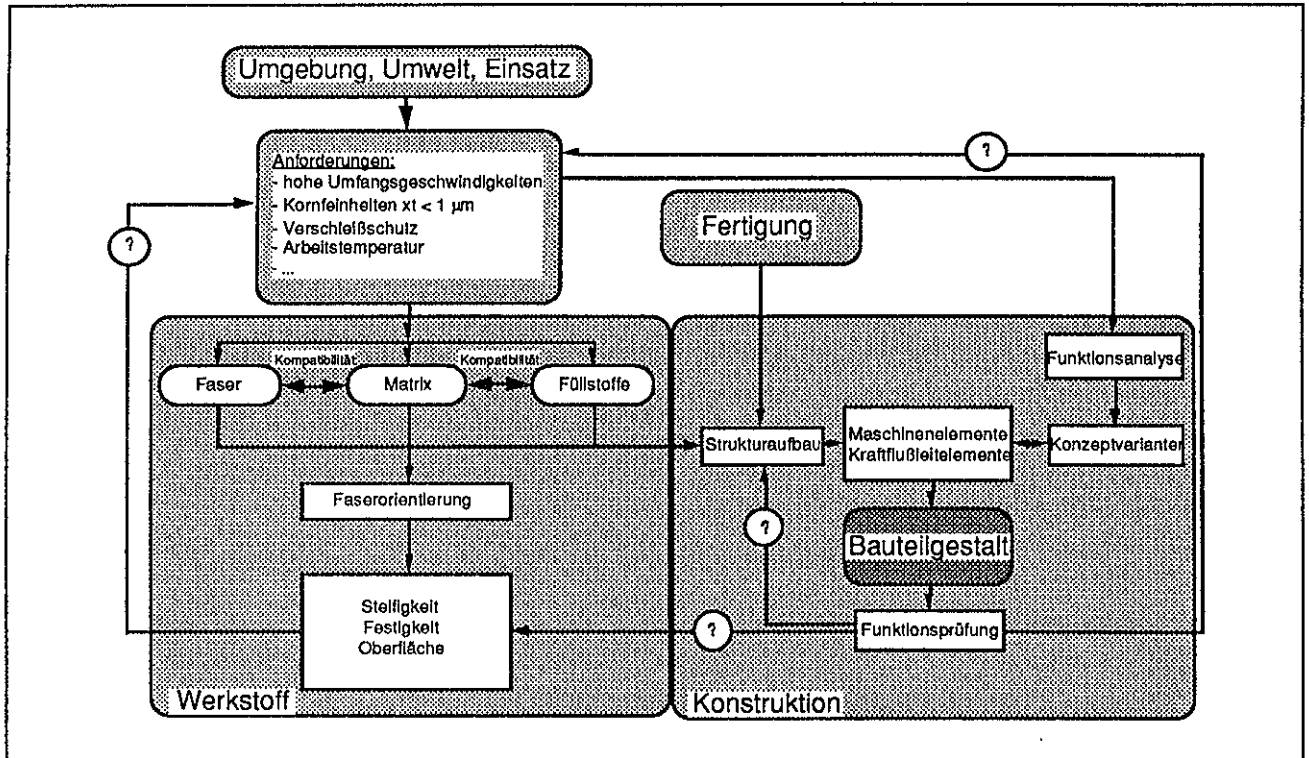 Umgebung, Umwelt, Einsatz
Anforderungen:
- hohe Umfangsgeschwindigkeiten
- Kornfeinheiten xt < 1 µm
- Verschleißschutz
- Arbeitstemperatur
- ...
?
?
Fertigung
Kompatibilität
Kompatibilität
Faser
Matrix
Füllstoffe
Funktionsanalyse
Strukturaufbau
Maschinenelemente
Kraftflußleitelemente
Konzeptvarianten
Faserorientierung
?
Bauteilgestalt
Steifigkeit
Festigkeit
Oberfläche
?
Funktionsprüfung
Werkstoff
Konstruktion